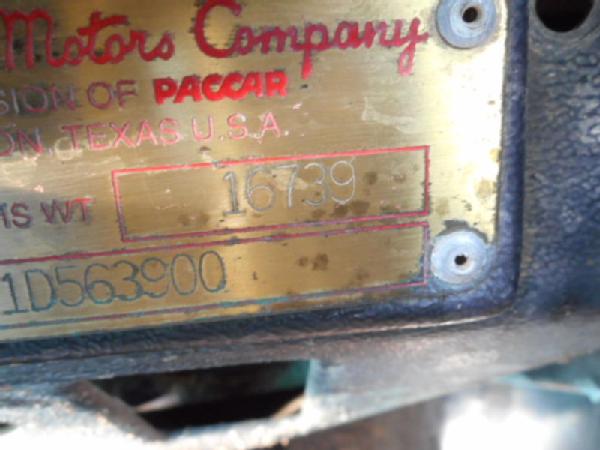 Motors Company
SION OF PACCAR
ON, TEXAS U.S.A.
MS WT 16739
1D563900